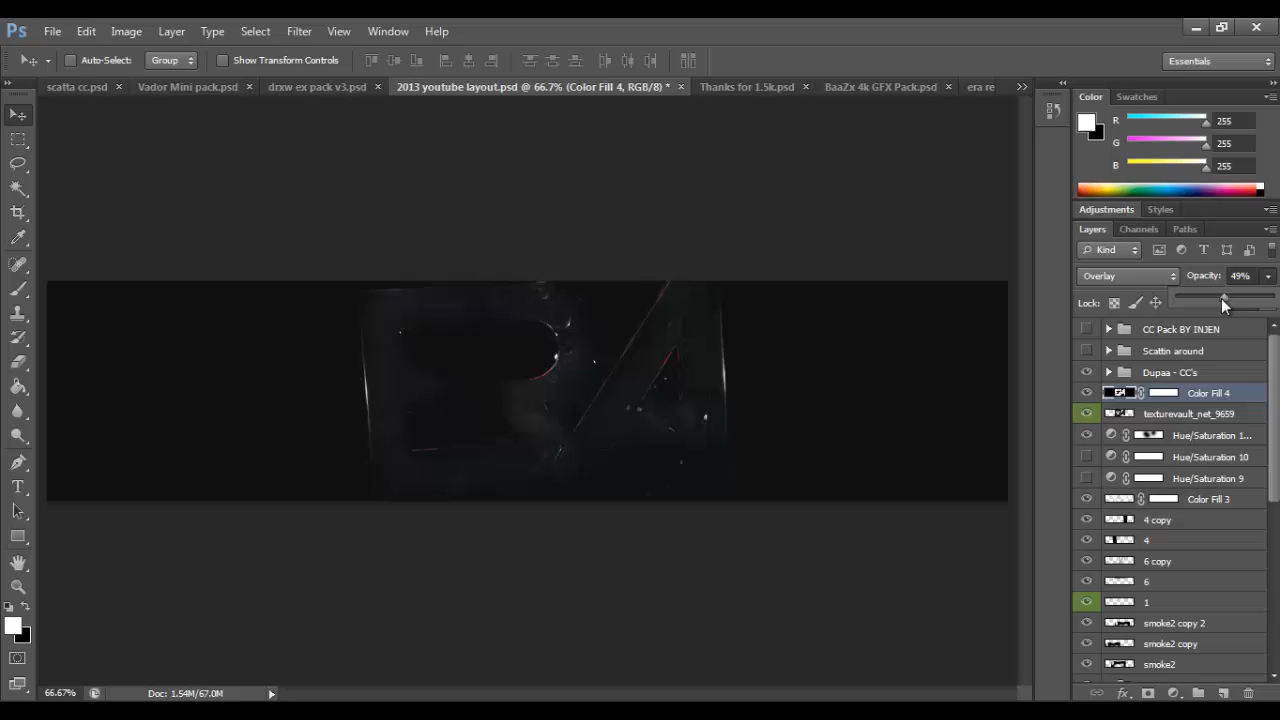 Ps File Edit Image Layer Type Select Filter View Window Help
Auto-Select: Group Show Transform Controls Essentials
scatta cc.psd × Vador Mini pack.psd × drxw ex pack v3.psd × 2013 youtube layout.psd @ 66.7% (Color Fill 4, RGB/8) * × Thanks for 1.5k.psd × BaaZx 4k GFX Pack.psd × era re >>
Color Swatches
R 255
G 255
B 255
Adjustments Styles
Layers Channels Paths
Kind
Overlay Opacity: 49%
Lock:
CC Pack BY INJEN
Scattin around
Dupaa - CC's
Color Fill 4
texturevault_net_9659
Hue/Saturation 1...
Hue/Saturation 10
Hue/Saturation 9
Color Fill 3
4 copy
4
6 copy
6
1
smoke2 copy 2
smoke2 copy
smoke2
66.67% Doc: 1.54M/67.0M